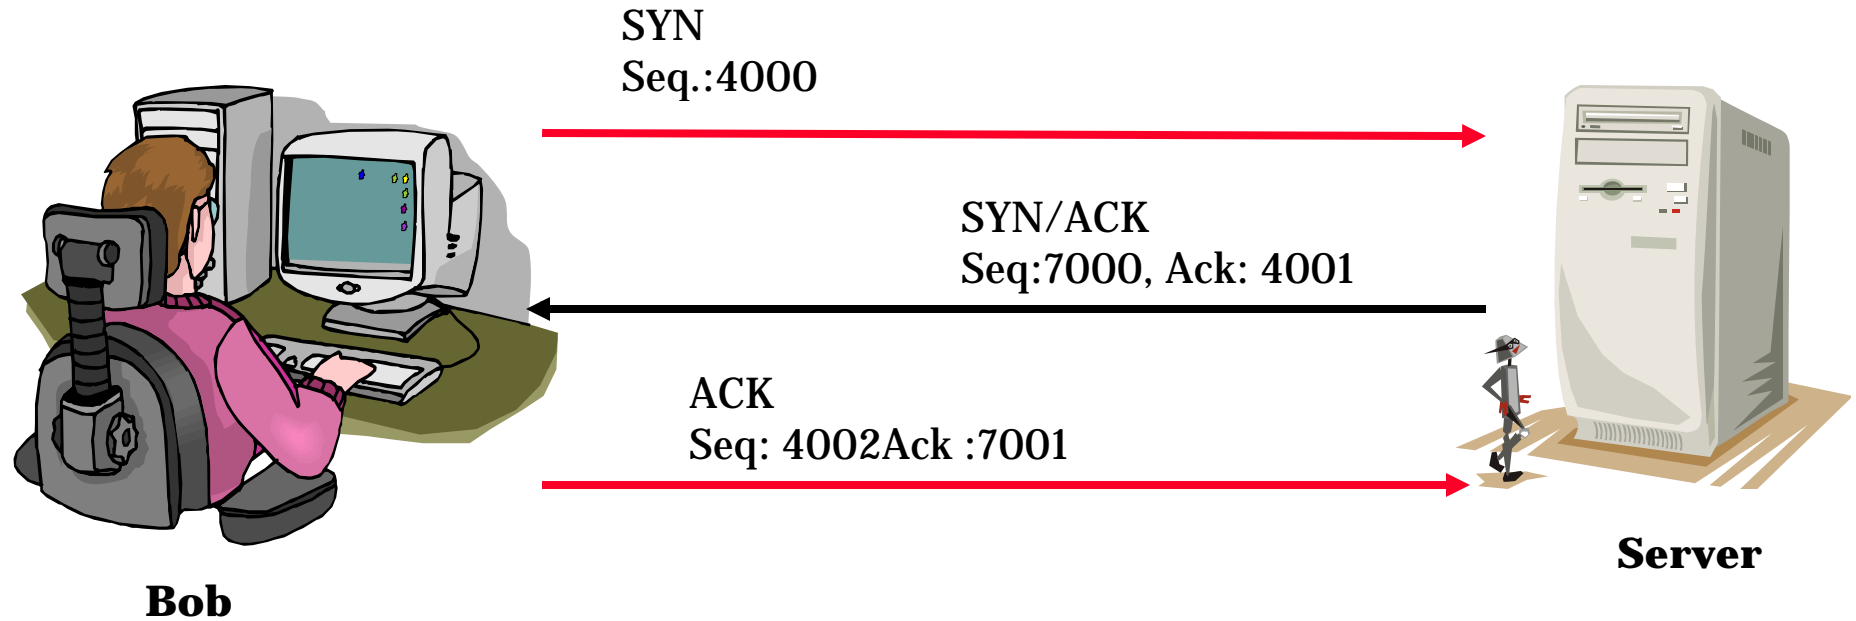 SYN
Seq.:4000
SYN/ACK
Seq:7000, Ack: 4001
ACK
Seq: 4002Ack :7001
Server
Bob